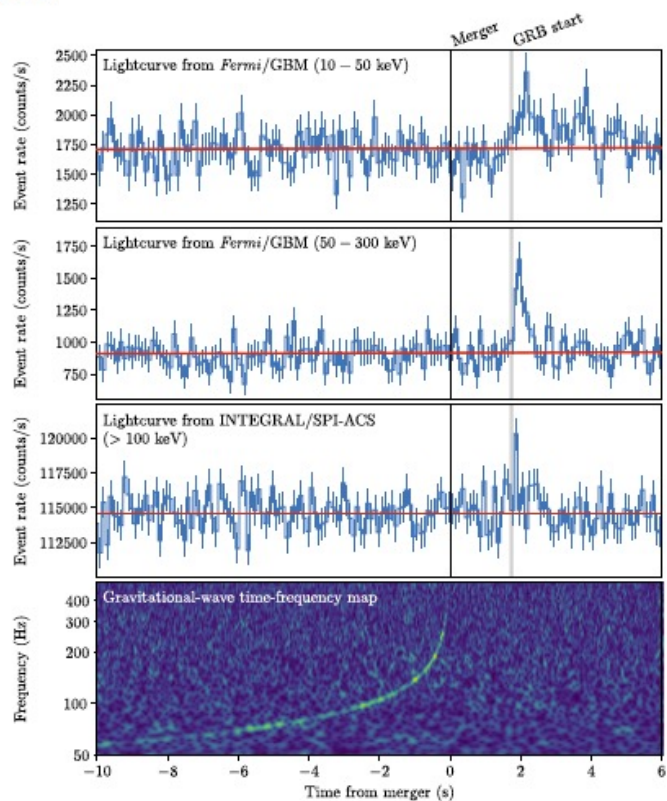 Merger
GRB start
Lightcurve from Fermi/GBM (10 − 50 keV)
Event rate (counts/s)
2500
2250
2000
1750
1500
1250
Lightcurve from Fermi/GBM (50 − 300 keV)
Event rate (counts/s)
1750
1500
1250
1000
750
Lightcurve from INTEGRAL/SPI-ACS
(> 100 keV)
Event rate (counts/s)
120000
117500
115000
112500
Gravitational-wave time-frequency map
Frequency (Hz)
400
300
200
100
50
−10 −8 −6 −4 −2 0 2 4 6
Time from merger (s)